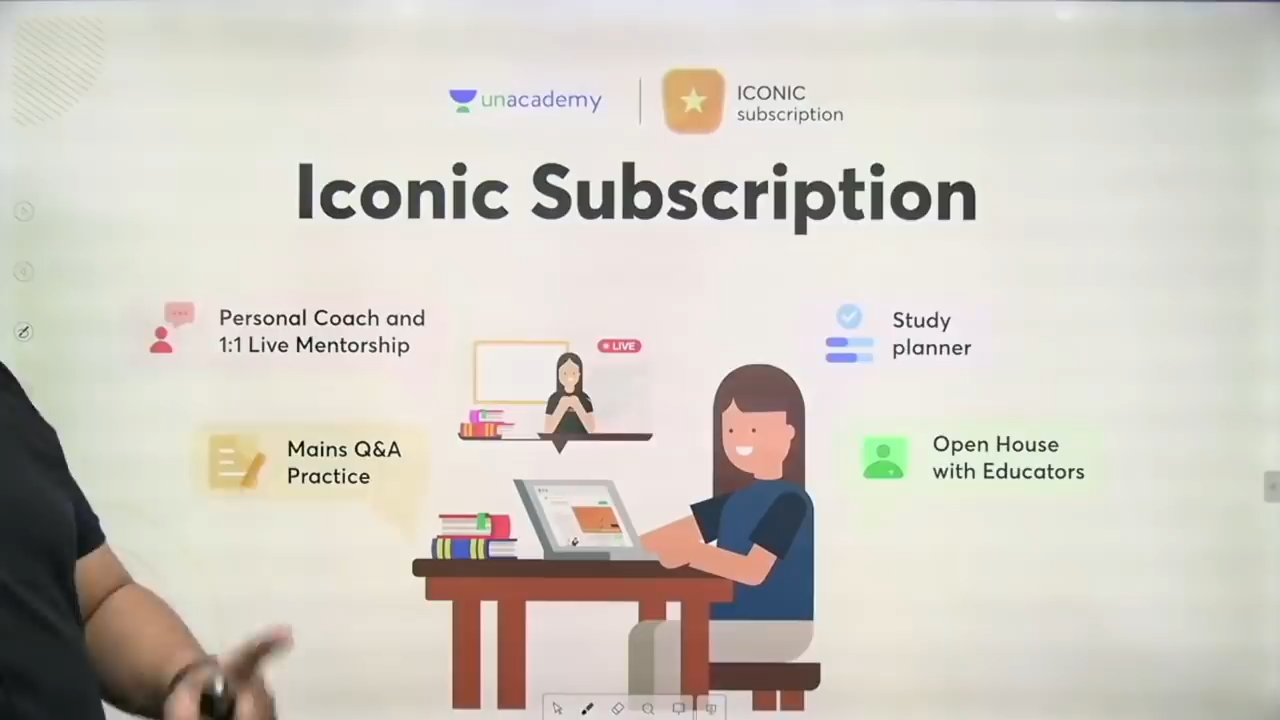 unacademy
ICONIC
subscription
Iconic Subscription
Personal Coach and
1:1 Live Mentorship
LIVE
Study
planner
Mains Q&A
Practice
Open House
with Educators